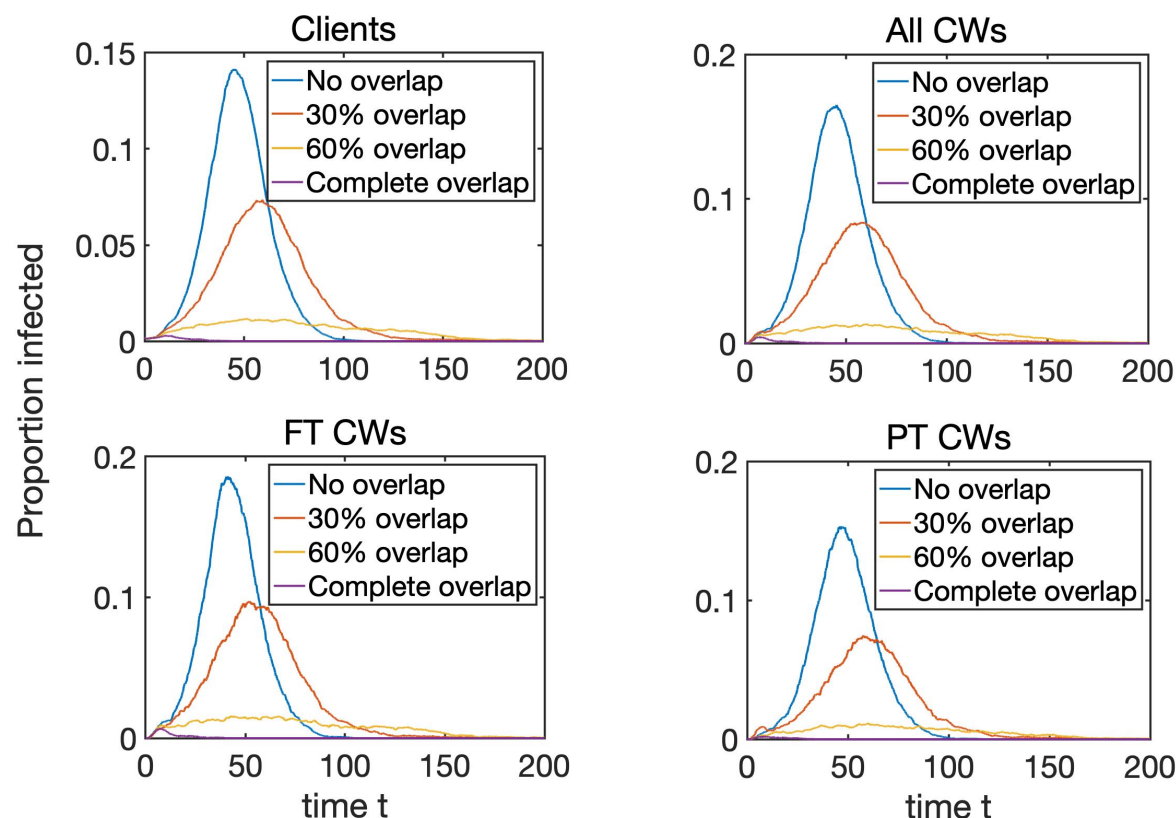 Clients
0.15
0.1
0.05
0
No overlap
30% overlap
60% overlap
Complete overlap
0 50 100 150 200
All CWs
0.2
0.1
0
No overlap
30% overlap
60% overlap
Complete overlap
0 50 100 150 200
Proportion infected
FT CWs
0.2
0.1
0
No overlap
30% overlap
60% overlap
Complete overlap
0 50 100 150 200
time t
PT CWs
0.2
0.1
0
No overlap
30% overlap
60% overlap
Complete overlap
0 50 100 150 200
time t